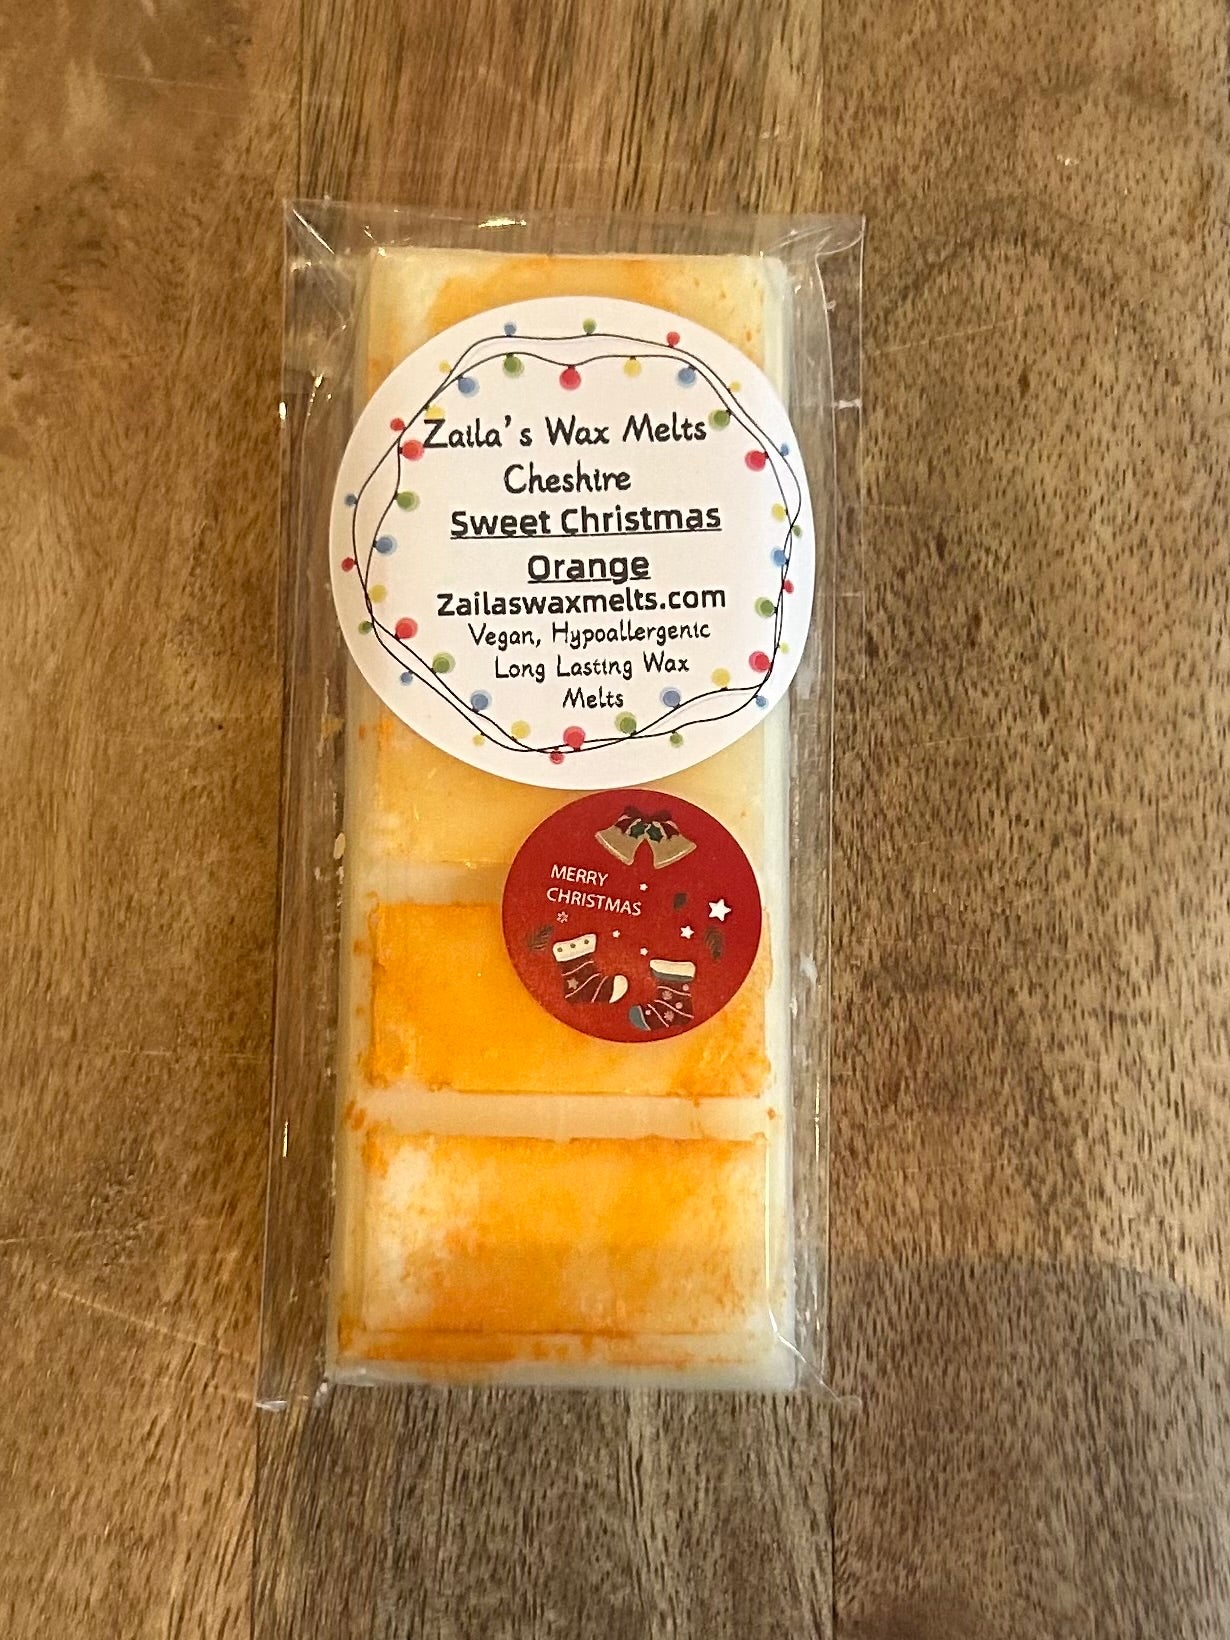 Zaila's Wax Melts
Cheshire
Sweet Christmas
Orange
Zailaswaxmelts.com
Vegan, Hypoallergenic
Long Lasting Wax
Melts
MERRY
CHRISTMAS